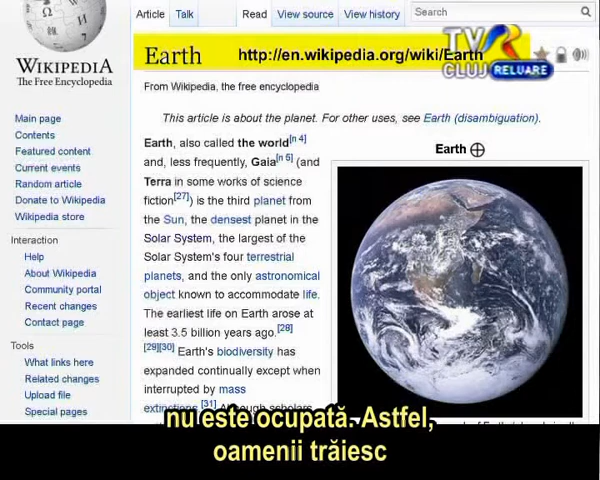 Article Talk Read View source View history Search
WIKIPEDIA
The Free Encyclopedia
Earth http://en.wikipedia.org/wiki/Earth
TVR
CLUJ RELUARE
From Wikipedia, the free encyclopedia
This article is about the planet. For other uses, see Earth (disambiguation).
Main page
Contents
Featured content
Current events
Random article
Donate to Wikipedia
Wikipedia store
Interaction
Help
About Wikipedia
Community portal
Recent changes
Contact page
Tools
What links here
Related changes
Upload file
Special pages
Earth, also called the world[n 4]
and, less frequently, Gaia[n 5] (and
Terra in some works of science
fiction[27]) is the third planet from
the Sun, the densest planet in the
Solar System, the largest of the
Solar System's four terrestrial
planets, and the only astronomical
object known to accommodate life.
The earliest life on Earth arose at
least 3.5 billion years ago.[28]
[29][30] Earth's biodiversity has
expanded continually except when
interrupted by mass
extinctions.[31] Although scholars
Earth ⊕
nu este ocupată. Astfel,
oamenii trăiesc